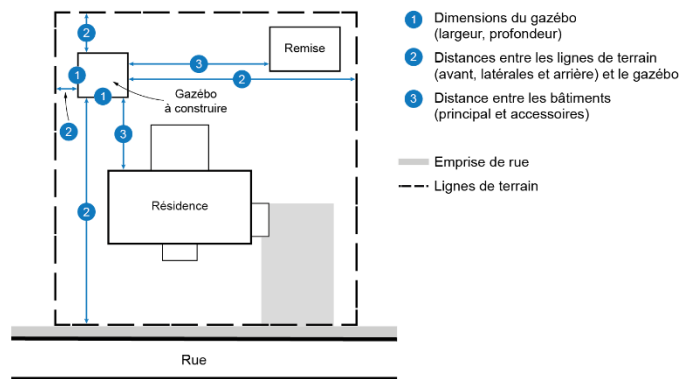 2
1
1
2
2
3
2
3
Remise
Gazébo
à construire
Résidence
Rue
1 Dimensions du gazébo
(largeur, profondeur)
2 Distances entre les lignes de terrain
(avant, latérales et arrière) et le gazébo
3 Distance entre les bâtiments
(principal et accessoires)
Emprise de rue
Lignes de terrain